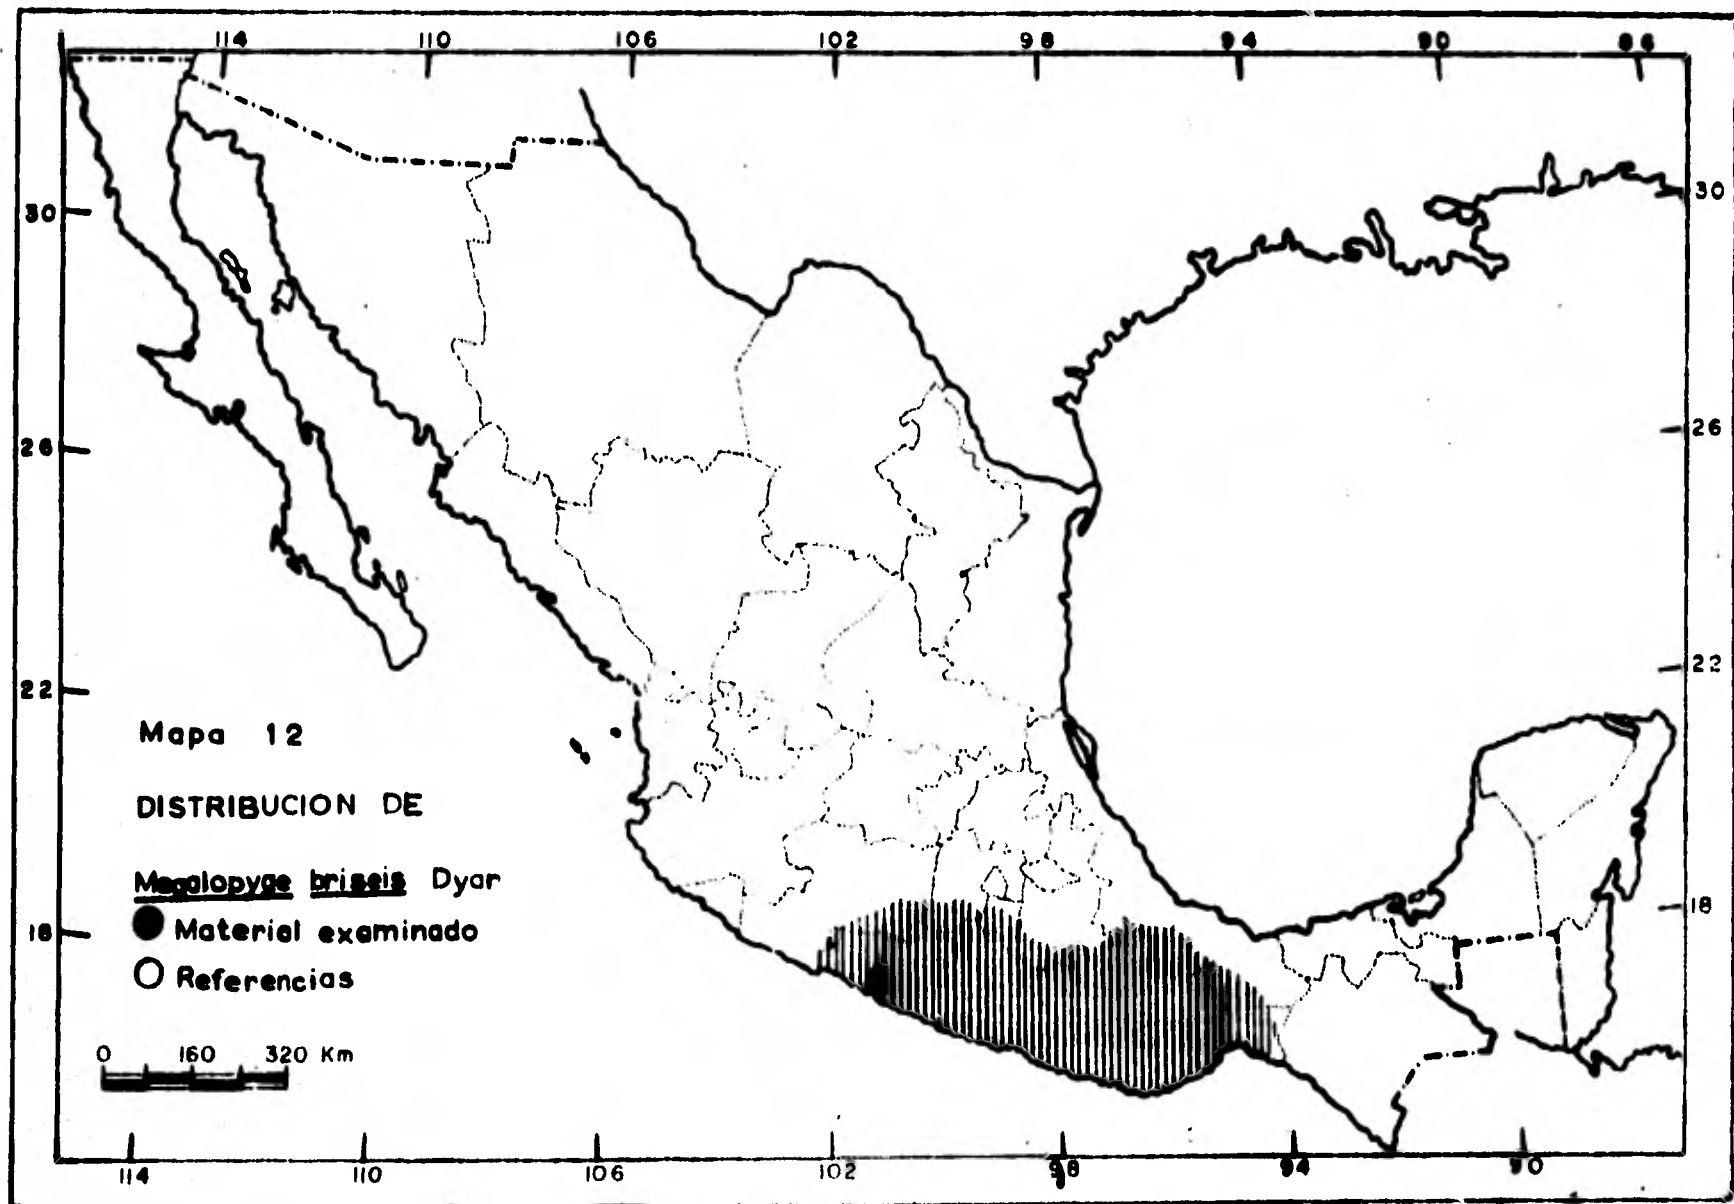 114 110 106 102 98 94 90 86
30 30
26 26
22 22
18 18
Mapa 12
DISTRIBUCION DE
Megalopyge briseis Dyar
Material examinado
Referencias
0 160 320 Km
114 110 106 102 98 94 90